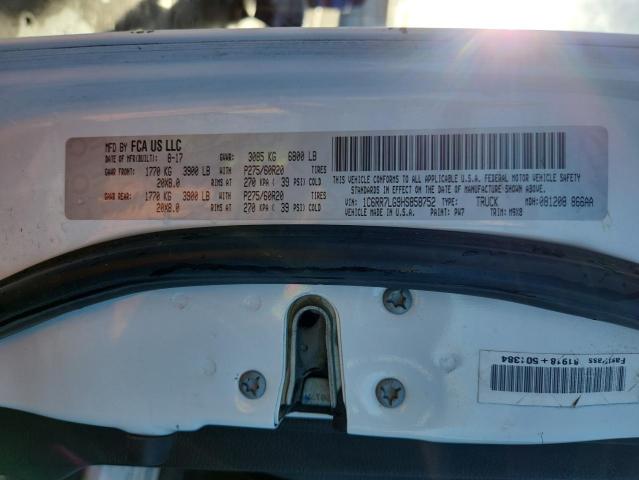 MFD BY FCA US LLC
DATE OF MFR(BUILT): 8-17 GVWR: 3085 KG 6800 LB
GAWR FRONT: 1770 KG 3900 LB WITH P275/60R20 TIRES
20X8.0 RIMS AT 270 KPA ( 39 PSI) COLD
GAWR REAR: 1770 KG 3900 LB WITH P275/60R20 TIRES
20X8.0 RIMS AT 270 KPA ( 39 PSI) COLD
THIS VEHICLE CONFORMS TO ALL APPLICABLE U.S.A. FEDERAL MOTOR VEHICLE SAFETY
STANDARDS IN EFFECT ON THE DATE OF MANUFACTURE SHOWN ABOVE.
VIN: 1C6RR7LG9HS858752 TYPE: TRUCK MDH: 081208 866AA
VEHICLE MADE IN U.S.A. PAINT: PW7 TRIM: M9X8
FastPass 81918+501384